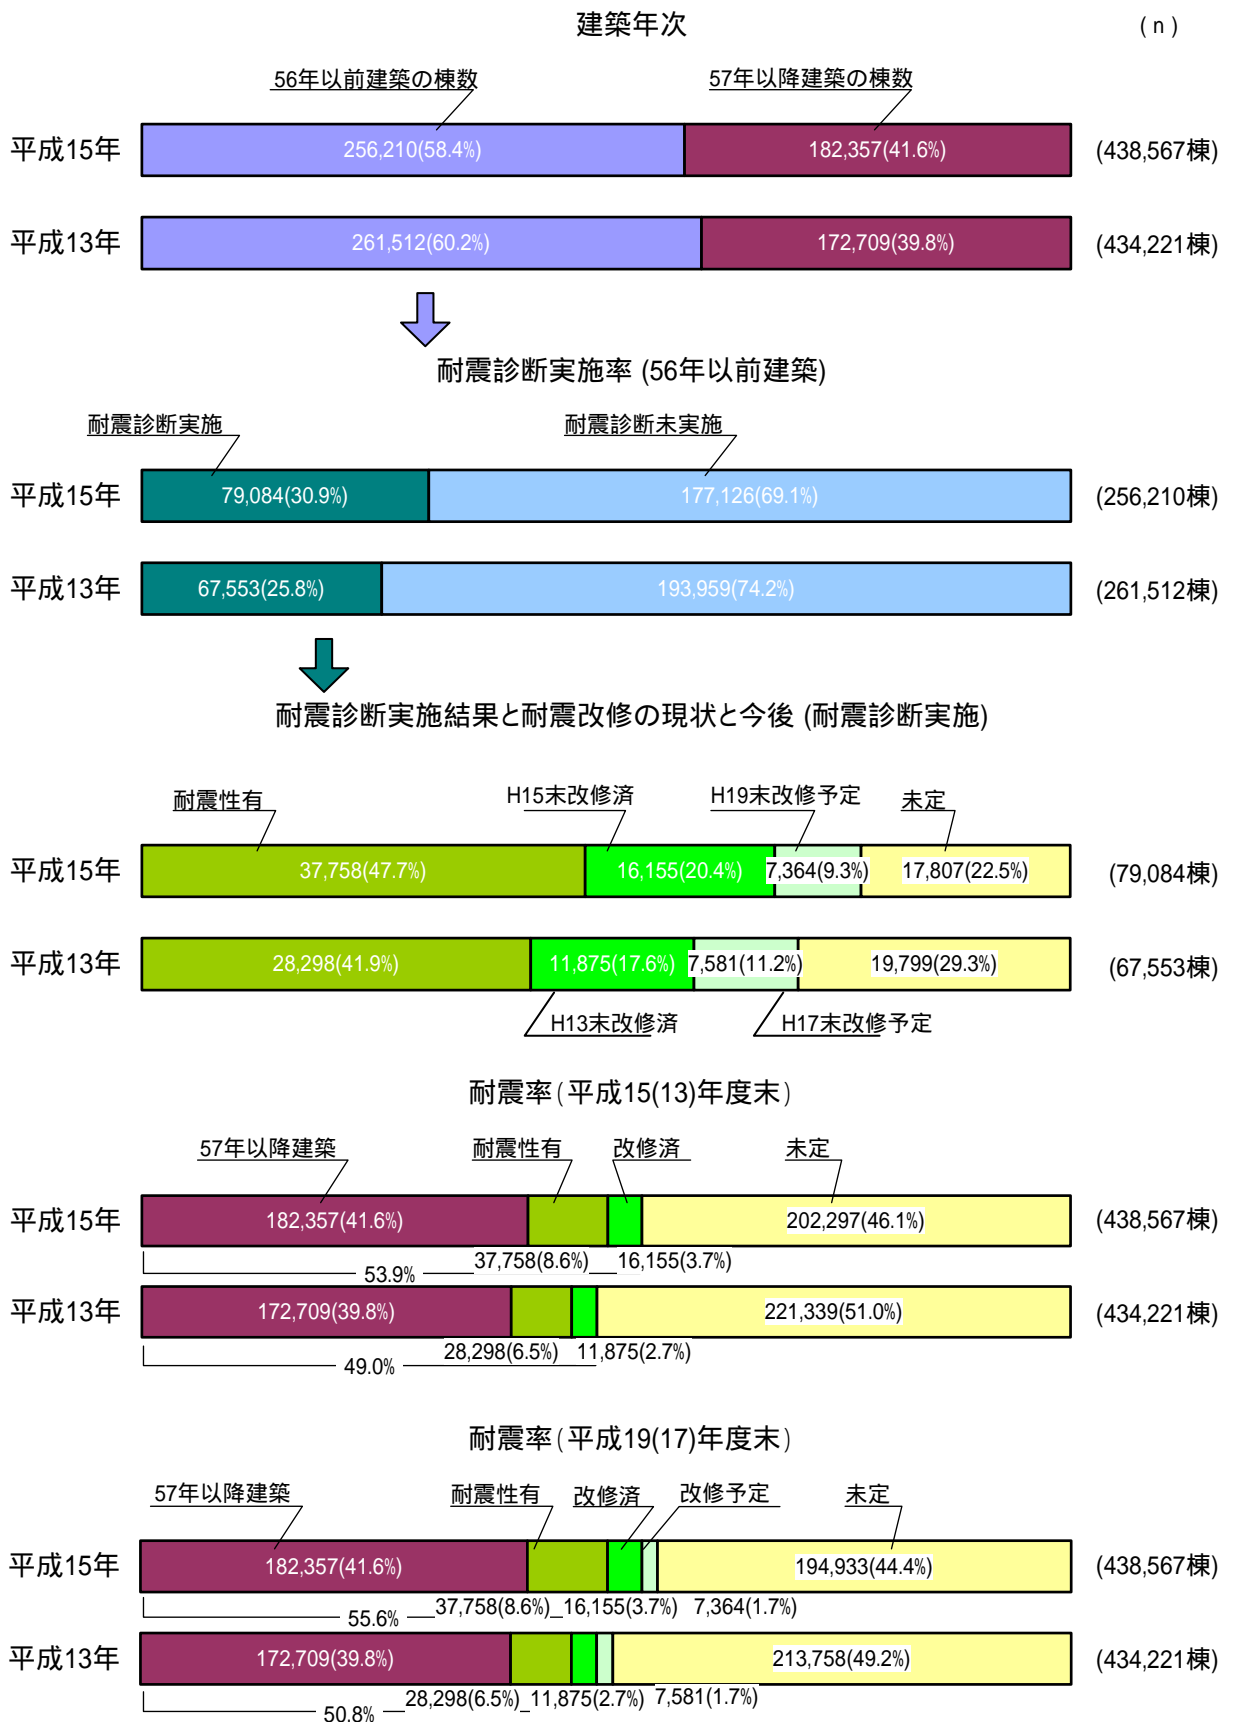 建築年次 (n)
56年以前建築の棟数 57年以降建築の棟数
平成15年 256,210(58.4%) 182,357(41.6%) (438,567棟)
平成13年 261,512(60.2%) 172,709(39.8%) (434,221棟)
耐震診断実施率 (56年以前建築)
耐震診断実施 耐震診断未実施
平成15年 79,084(30.9%) 177,126(69.1%) (256,210棟)
平成13年 67,553(25.8%) 193,959(74.2%) (261,512棟)
耐震診断実施結果と耐震改修の現状と今後 (耐震診断実施)
耐震性有 H15末改修済 H19末改修予定 未定
平成15年 37,758(47.7%) 16,155(20.4%) 7,364(9.3%) 17,807(22.5%) (79,084棟)
平成13年 28,298(41.9%) 11,875(17.6%) 7,581(11.2%) 19,799(29.3%) (67,553棟)
H13末改修済 H17末改修予定
耐震率(平成15(13)年度末)
57年以降建築 耐震性有 改修済 未定
平成15年 182,357(41.6%) 202,297(46.1%) (438,567棟)
37,758(8.6%) 16,155(3.7%)
53.9%
平成13年 172,709(39.8%) 221,339(51.0%) (434,221棟)
28,298(6.5%) 11,875(2.7%)
49.0%
耐震率(平成19(17)年度末)
57年以降建築 耐震性有 改修済 改修予定 未定
平成15年 182,357(41.6%) 194,933(44.4%) (438,567棟)
37,758(8.6%) 16,155(3.7%) 7,364(1.7%)
55.6%
平成13年 172,709(39.8%) 213,758(49.2%) (434,221棟)
28,298(6.5%) 11,875(2.7%) 7,581(1.7%)
50.8%